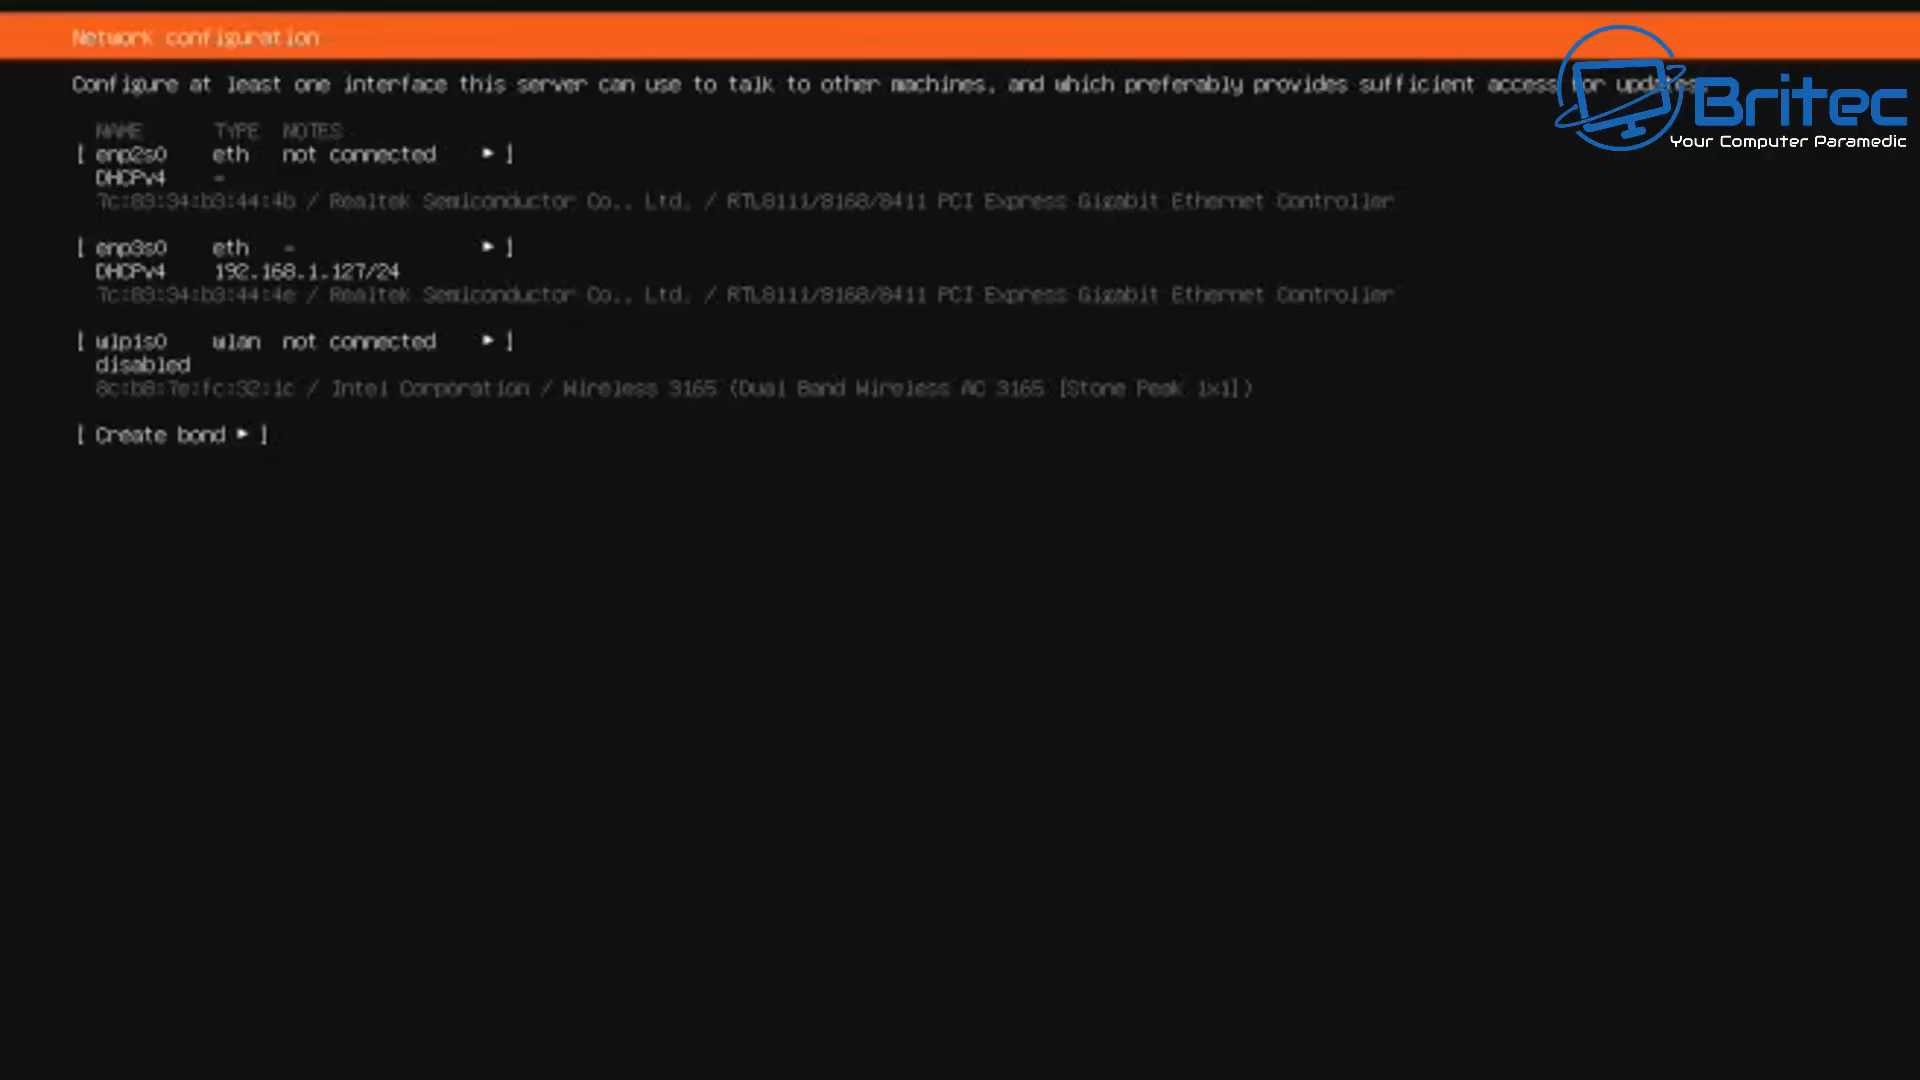 Network configuration
Configure at least one interface this server can use to talk to other machines, and which preferably provides sufficient access for updates.
NAME TYPE NOTES
[ enp2s0 eth not connected ▸ ]
DHCPv4 -
7c:83:34:b3:44:4b / Realtek Semiconductor Co., Ltd. / RTL8111/8168/8411 PCI Express Gigabit Ethernet Controller
[ enp3s0 eth - ▸ ]
DHCPv4 192.168.1.127/24
7c:83:34:b3:44:4e / Realtek Semiconductor Co., Ltd. / RTL8111/8168/8411 PCI Express Gigabit Ethernet Controller
[ wlp1s0 wlan not connected ▸ ]
disabled
8c:b8:7e:fc:32:1c / Intel Corporation / Wireless 3165 (Dual Band Wireless AC 3165 [Stone Peak 1x1])
[ Create bond ▸ ]
Britec
Your Computer Paramedic